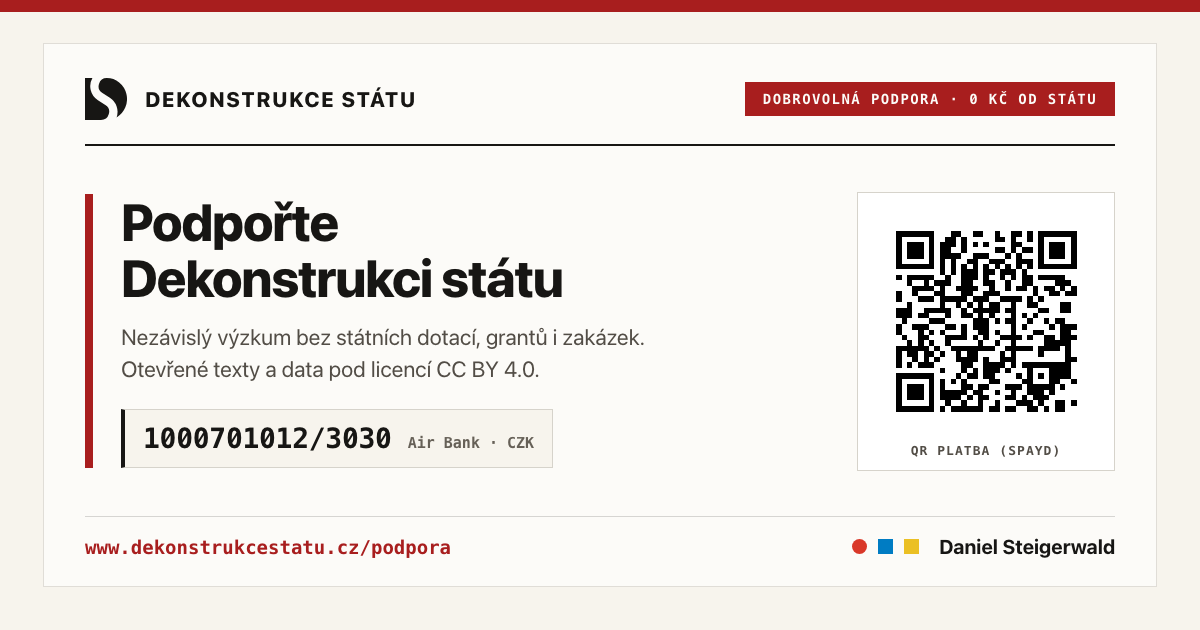 DEKONSTRUKCE STÁTU
DOBROVOLNÁ PODPORA · 0 KČ OD STÁTU
Podpořte
Dekonstrukci státu
Nezávislý výzkum bez státních dotací, grantů i zakázek.
Otevřené texty a data pod licencí CC BY 4.0.
1000701012/3030 Air Bank · CZK
QR PLATBA (SPAYD)
www.dekonstrukcestatu.cz/podpora
Daniel Steigerwald